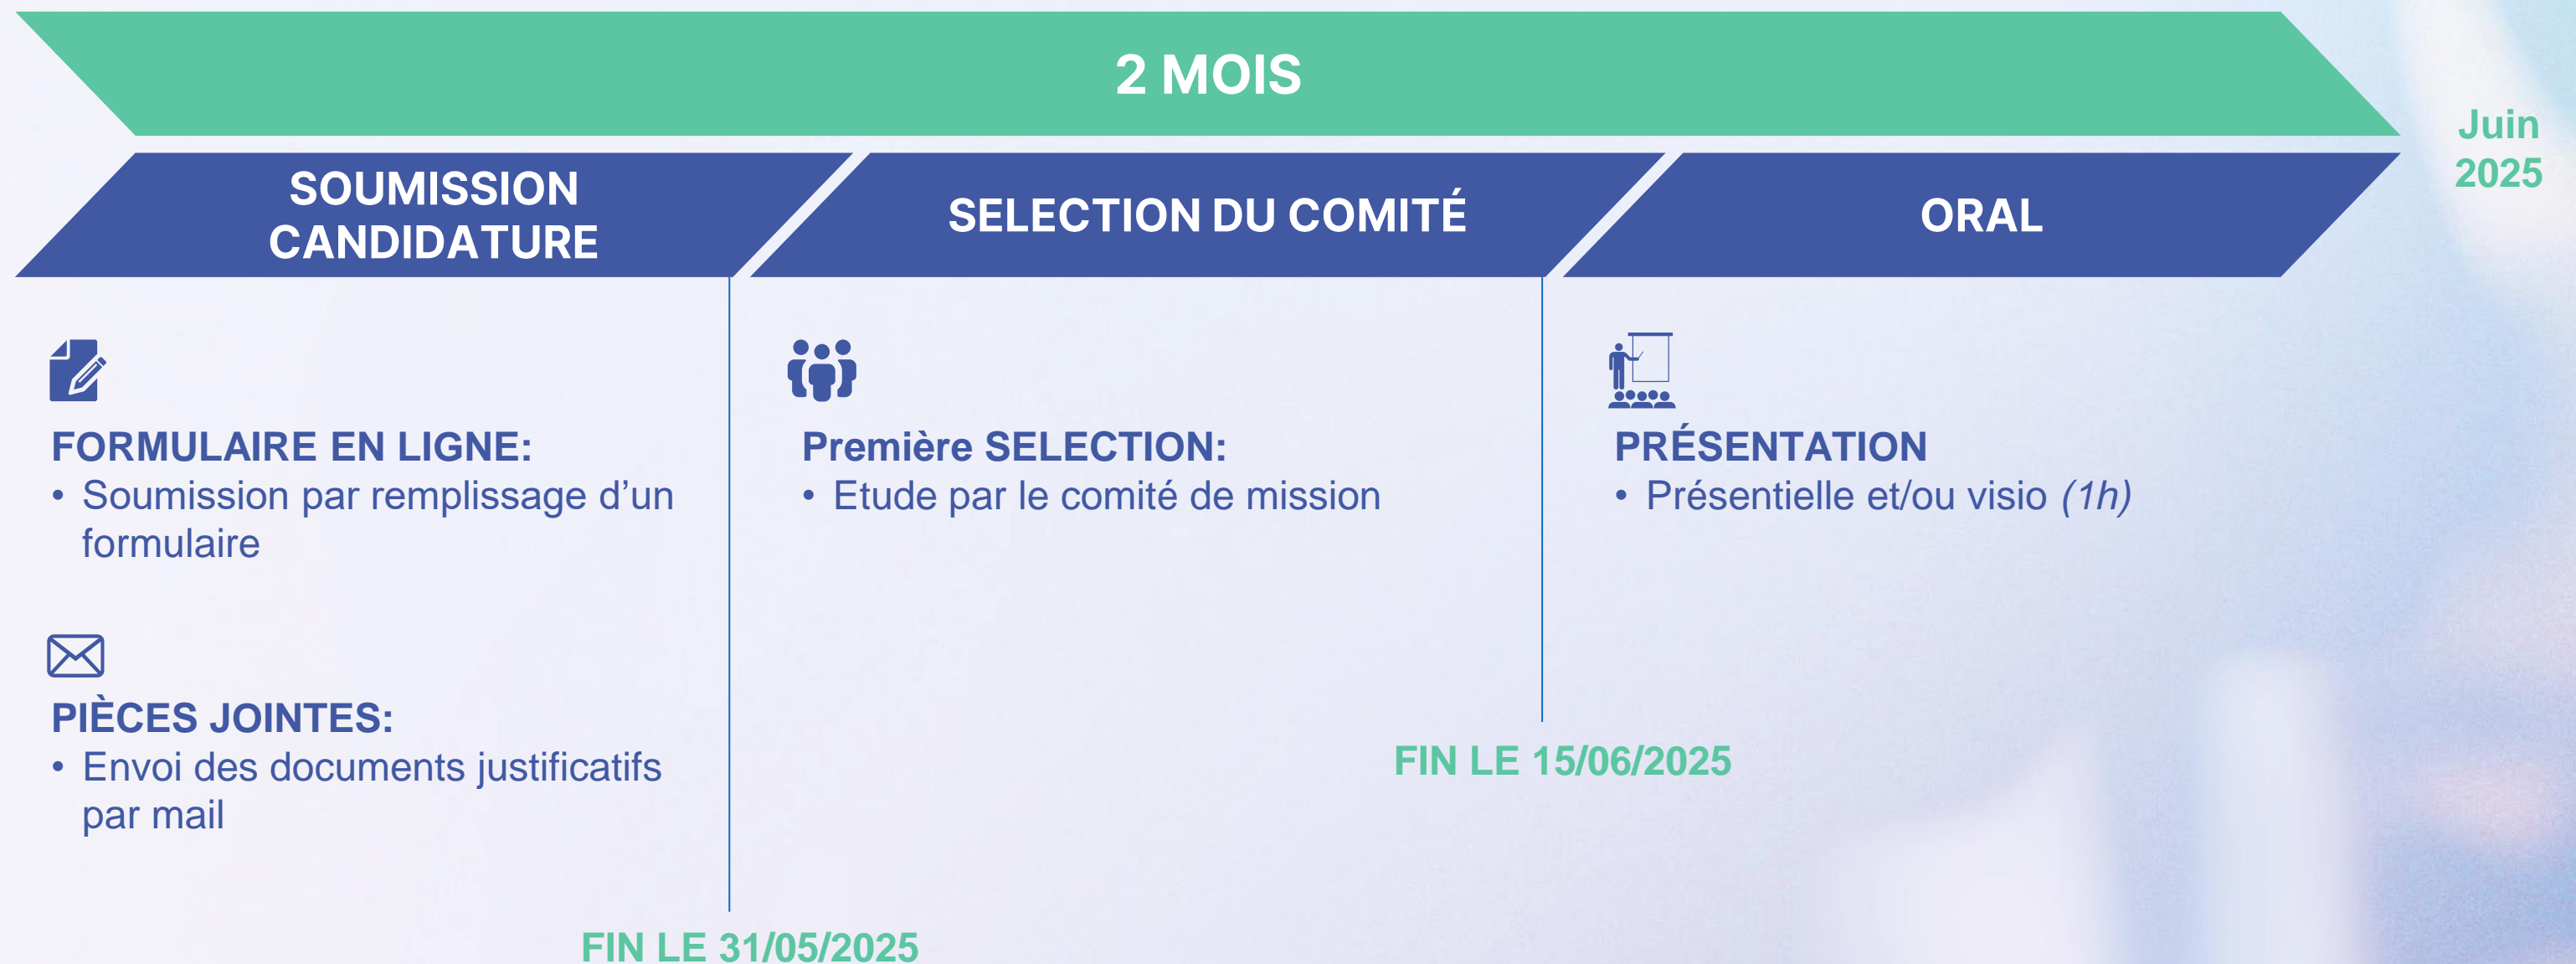 2 MOIS
Juin
2025
SOUMISSION
CANDIDATURE
SELECTION DU COMITÉ
ORAL
FORMULAIRE EN LIGNE:
• Soumission par remplissage d’un
formulaire
PIÈCES JOINTES:
• Envoi des documents justificatifs
par mail
FIN LE 31/05/2025
Première SELECTION:
• Etude par le comité de mission
FIN LE 15/06/2025
PRÉSENTATION
• Présentielle et/ou visio (1h)